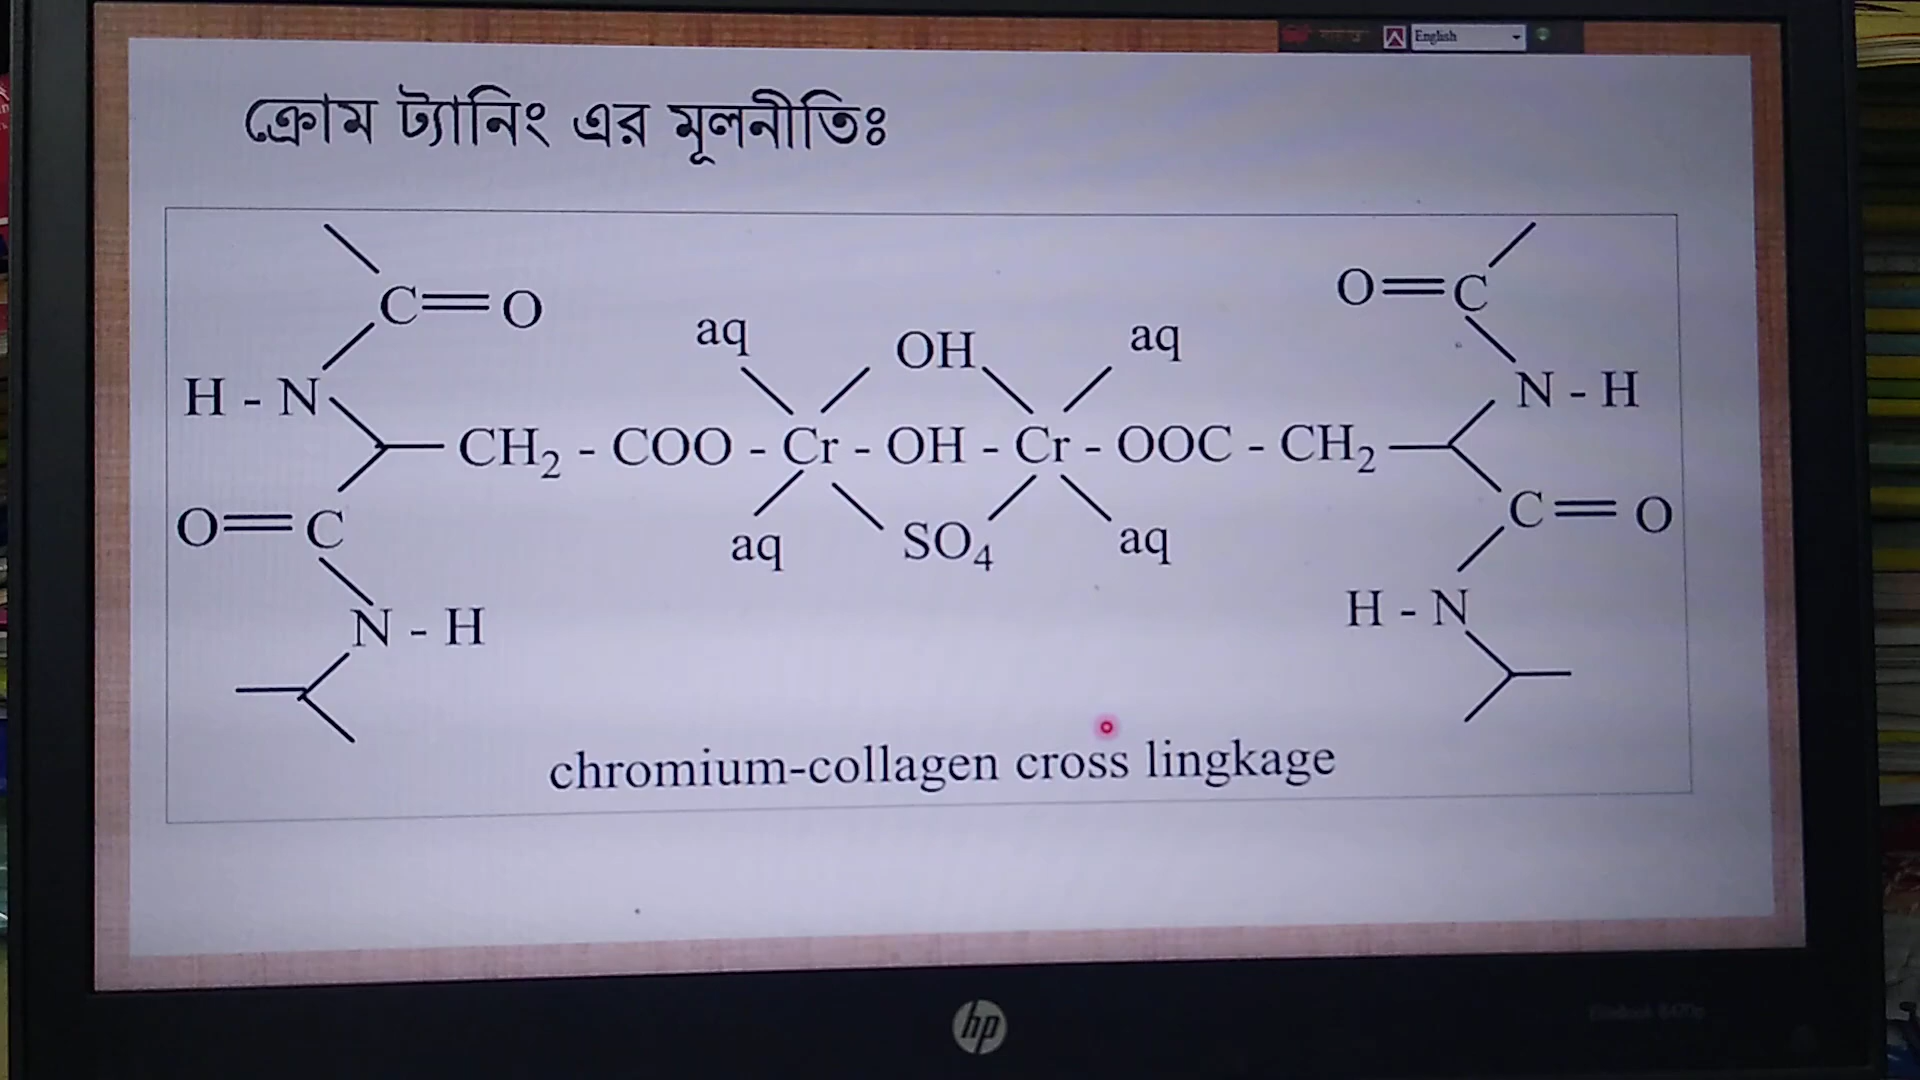 English
ক্রোম ট্যানিং এর মূলনীতিঃ
C=O
O=C
aq
OH
aq
H - N
N - H
CH2 - COO - Cr - OH - Cr - OOC - CH2
O=C
C=O
aq
SO4
aq
N - H
H - N
chromium-collagen cross lingkage
hp